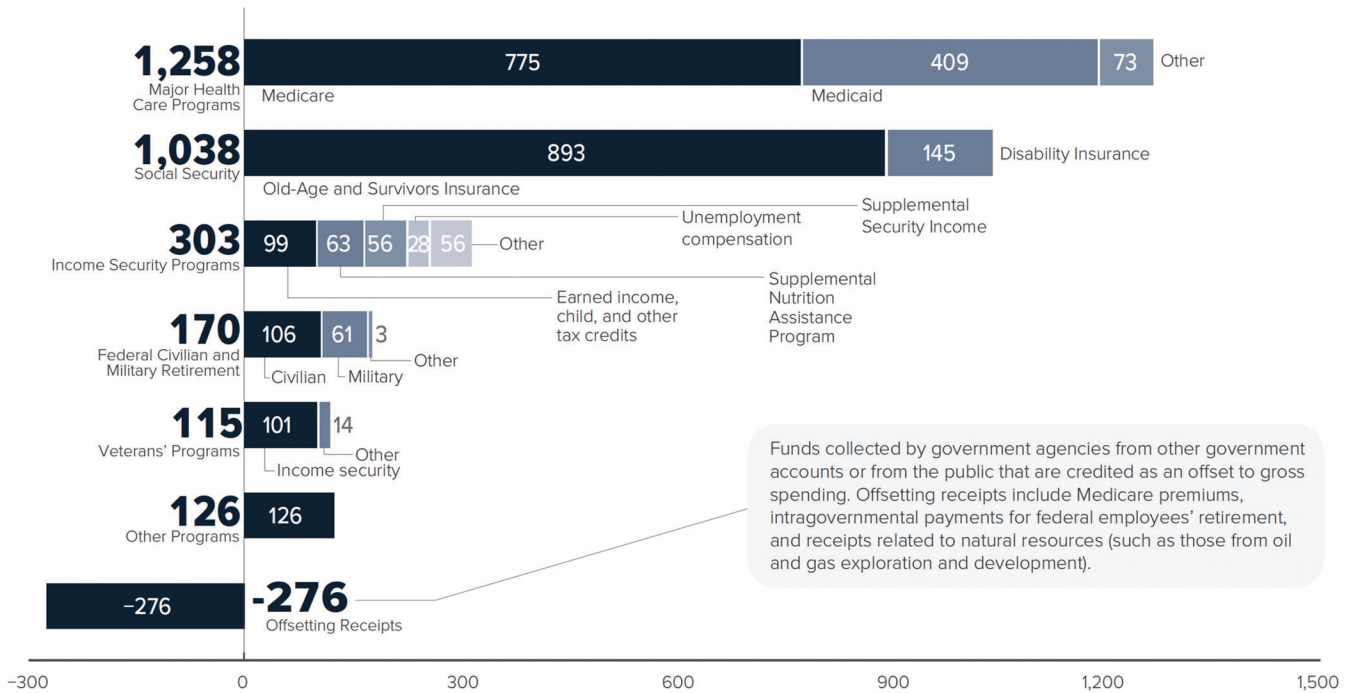 1,258
Major Health
Care Programs
775
409
73
Other
Medicare
Medicaid
1,038
Social Security
893
145
Disability Insurance
Old-Age and Survivors Insurance
303
Income Security Programs
99
63
56
28
56
Other
Unemployment
compensation
Supplemental
Security Income
Earned income,
child, and other
tax credits
Supplemental
Nutrition
Assistance
Program
170
Federal Civilian and
Military Retirement
106
61
3
Other
Civilian
Military
115
Veterans’ Programs
101
14
Other
Income security
126
Other Programs
126
Funds collected by government agencies from other government
accounts or from the public that are credited as an offset to gross
spending. Offsetting receipts include Medicare premiums,
intragovernmental payments for federal employees’ retirement,
and receipts related to natural resources (such as those from oil
and gas exploration and development).
−276
-276
Offsetting Receipts
−300
0
300
600
900
1,200
1,500